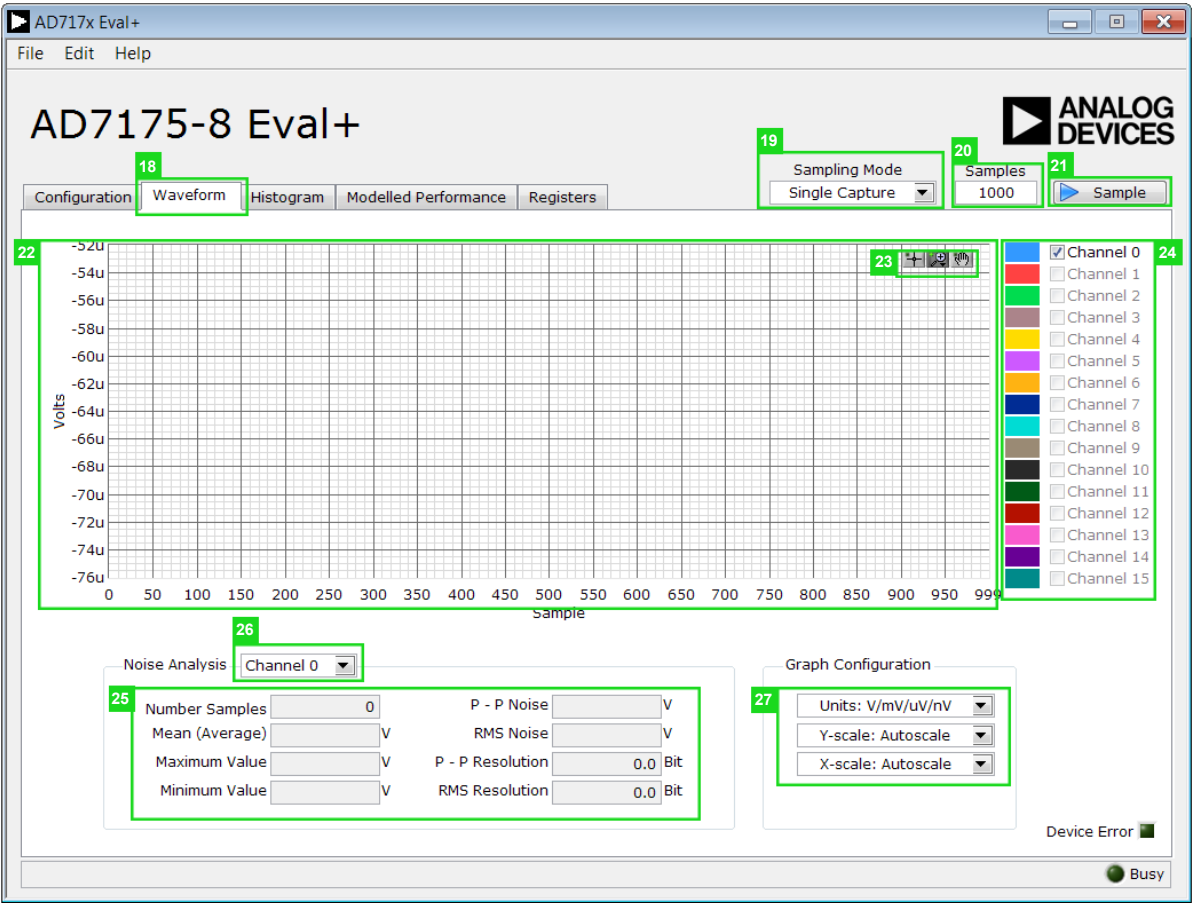 AD717x Eval+
File Edit Help
AD7175-8 Eval+
ANALOG
DEVICES
18
19
20
21
Sampling Mode
Samples
Configuration Waveform Histogram Modelled Performance Registers
Single Capture
1000
Sample
22
23
24
-52u
-54u
-56u
-58u
-60u
-62u
-64u
-66u
-68u
-70u
-72u
-74u
-76u
Volts
0 50 100 150 200 250 300 350 400 450 500 550 600 650 700 750 800 850 900 950 999
Sample
Channel 0
Channel 1
Channel 2
Channel 3
Channel 4
Channel 5
Channel 6
Channel 7
Channel 8
Channel 9
Channel 10
Channel 11
Channel 12
Channel 13
Channel 14
Channel 15
26
Noise Analysis Channel 0
25
Number Samples 0
Mean (Average) V
Maximum Value V
Minimum Value V
P - P Noise V
RMS Noise V
P - P Resolution 0.0 Bit
RMS Resolution 0.0 Bit
Graph Configuration
27
Units: V/mV/uV/nV
Y-scale: Autoscale
X-scale: Autoscale
Device Error
Busy